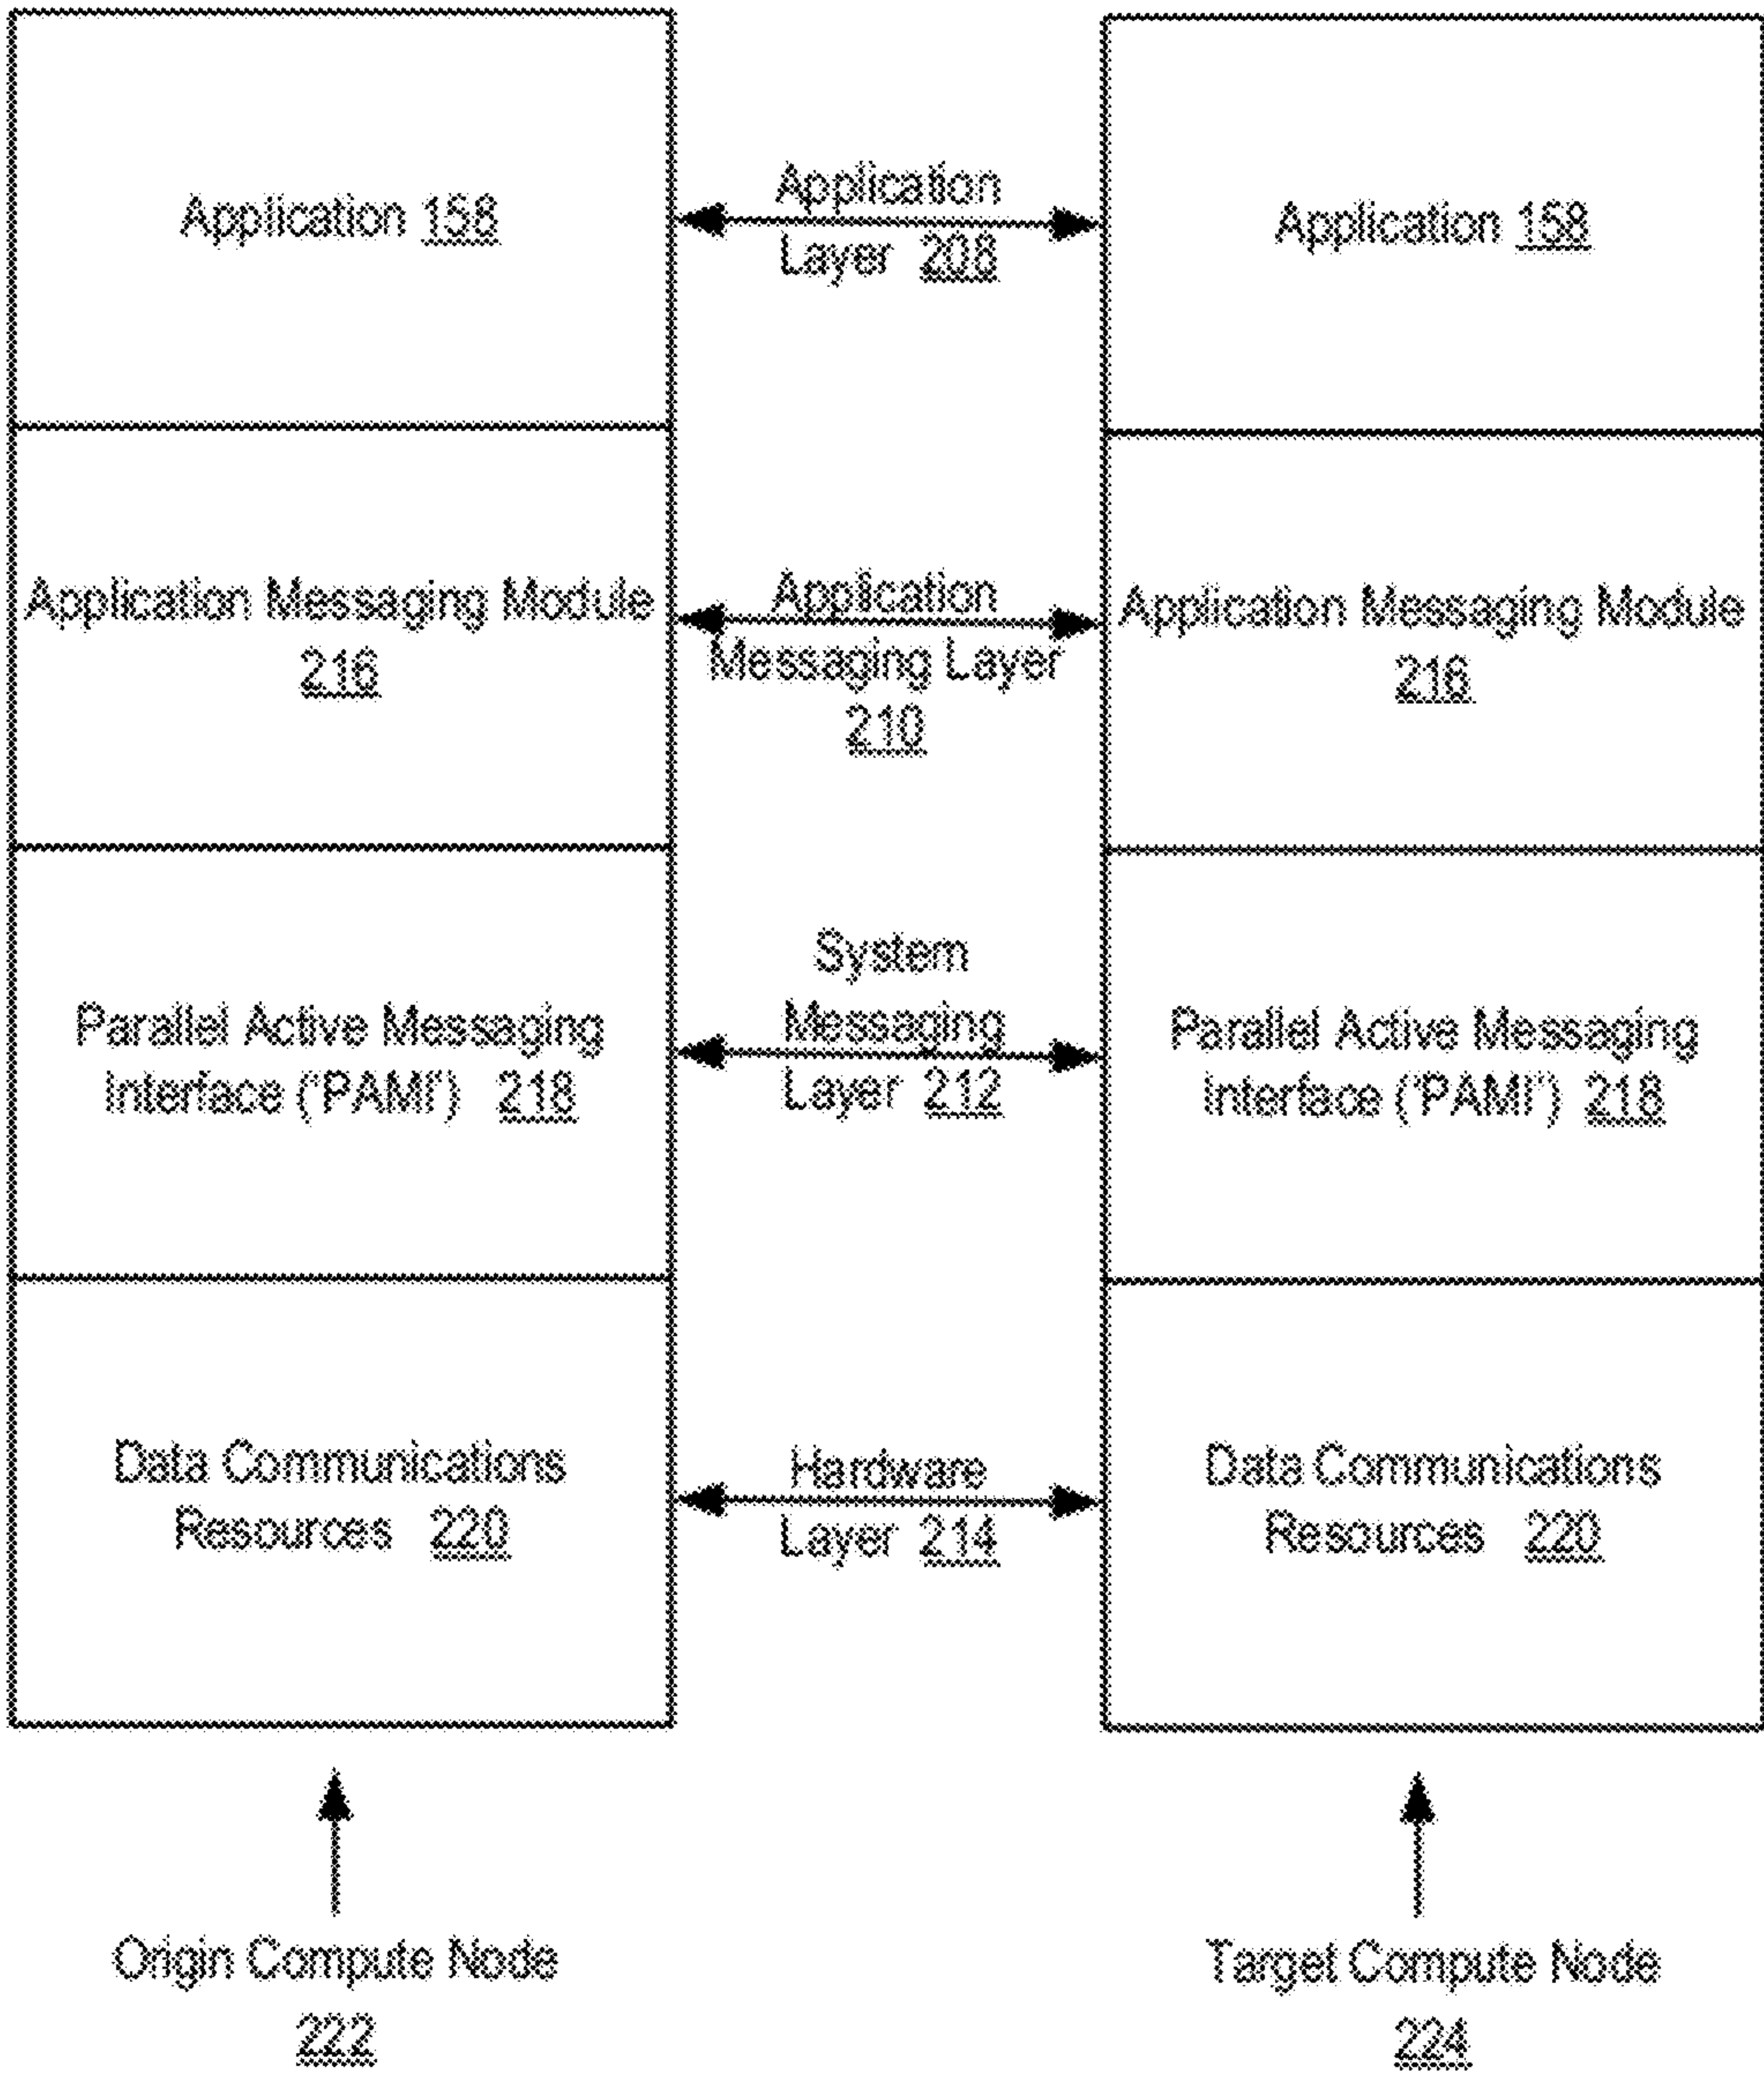 Application 158
Application
Layer 208
Application 158
Application Messaging Module
216
Application
Messaging Layer
210
Application Messaging Module
216
Parallel Active Messaging
Interface ('PAMI') 218
System
Messaging
Layer 212
Parallel Active Messaging
Interface ('PAMI') 218
Data Communications
Resources 220
Hardware
Layer 214
Data Communications
Resources 220
Origin Compute Node
222
Target Compute Node
224